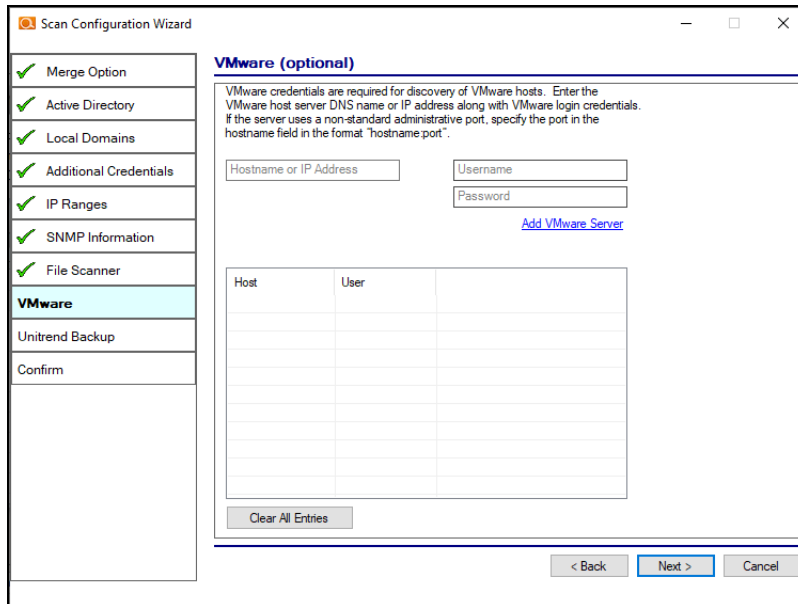 Scan Configuration Wizard
Merge Option
Active Directory
Local Domains
Additional Credentials
IP Ranges
SNMP Information
File Scanner
VMware
Unitrend Backup
Confirm
VMware (optional)
VMware credentials are required for discovery of VMware hosts. Enter the
VMware host server DNS name or IP address along with VMware login credentials.
If the server uses a non-standard administrative port, specify the port in the
hostname field in the format "hostname:port".
Hostname or IP Address
Username
Password
Add VMware Server
Host User
Clear All Entries
< Back Next > Cancel